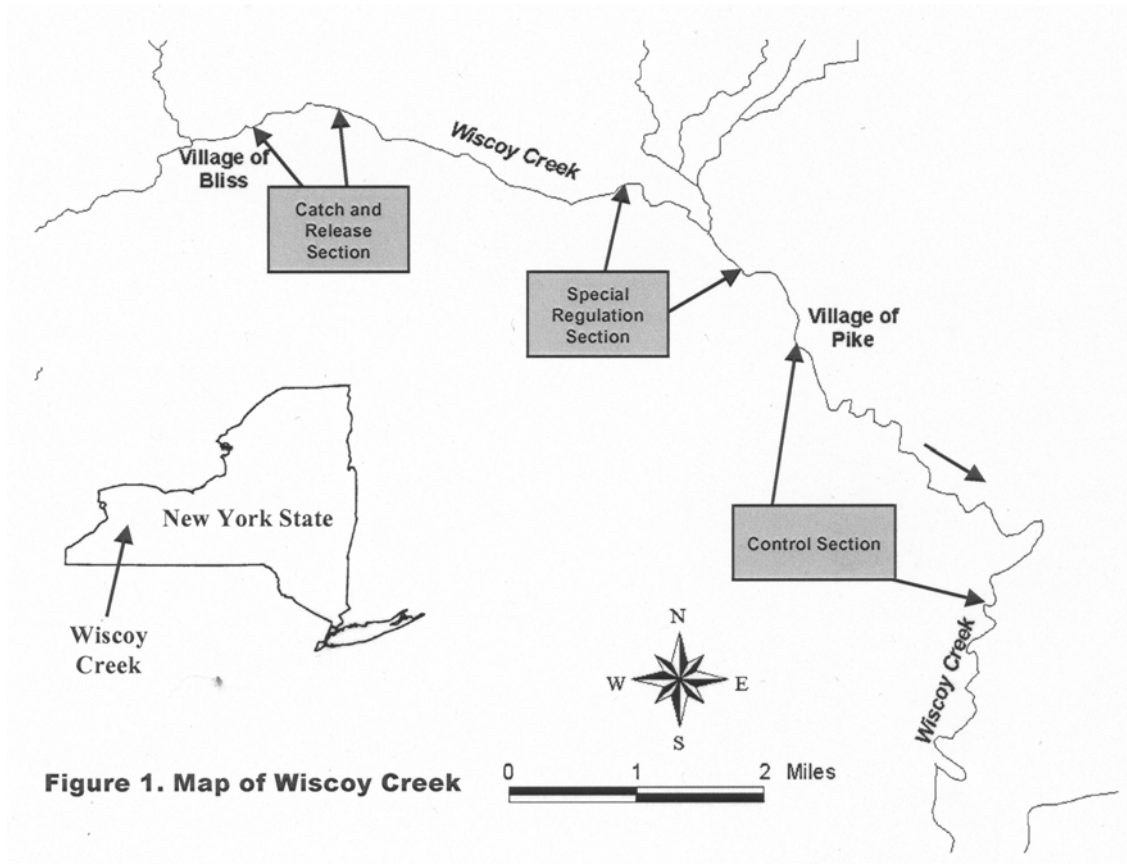 Wiscoy Creek
Village of
Bliss
Catch and
Release
Section
Special
Regulation
Section
Village of
Pike
New York State
Control Section
Wiscoy
Creek
Wiscoy Creek
N
W
E
S
Figure 1. Map of Wiscoy Creek
0 1 2 Miles